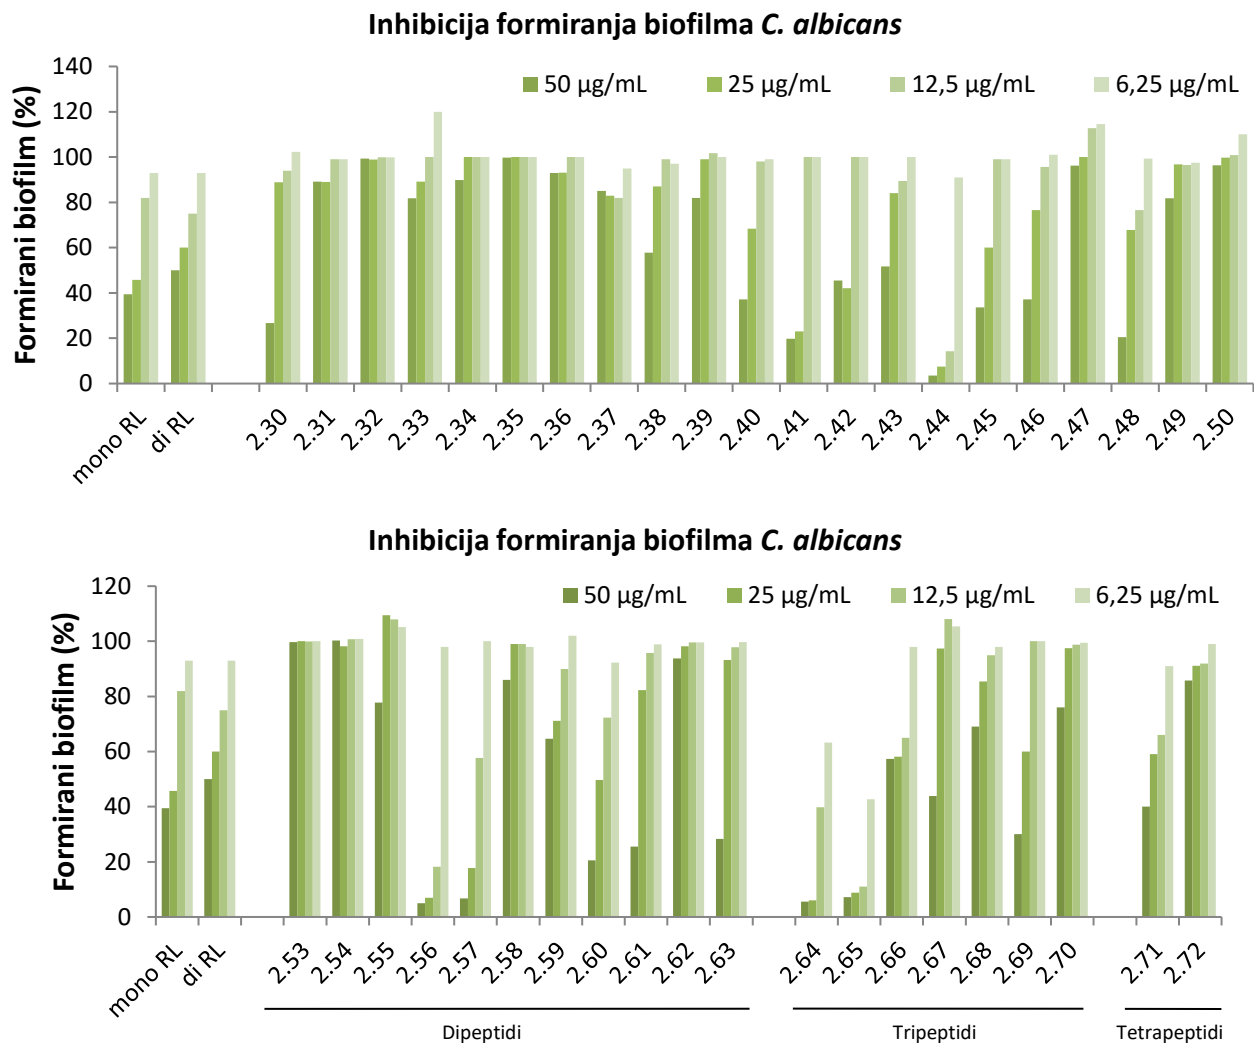 Inhibicija formiranja biofilma C. albicans
50 µg/mL 25 µg/mL 12,5 µg/mL 6,25 µg/mL
Formirani biofilm (%)
140
120
100
80
60
40
20
0
mono RL di RL 2.30 2.31 2.32 2.33 2.34 2.35 2.36 2.37 2.38 2.39 2.40 2.41 2.42 2.43 2.44 2.45 2.46 2.47 2.48 2.49 2.50
Inhibicija formiranja biofilma C. albicans
50 µg/mL 25 µg/mL 12,5 µg/mL 6,25 µg/mL
Formirani biofilm (%)
120
100
80
60
40
20
0
mono RL di RL 2.53 2.54 2.55 2.56 2.57 2.58 2.59 2.60 2.61 2.62 2.63 2.64 2.65 2.66 2.67 2.68 2.69 2.70 2.71 2.72
Dipeptidi Tripeptidi Tetrapeptidi